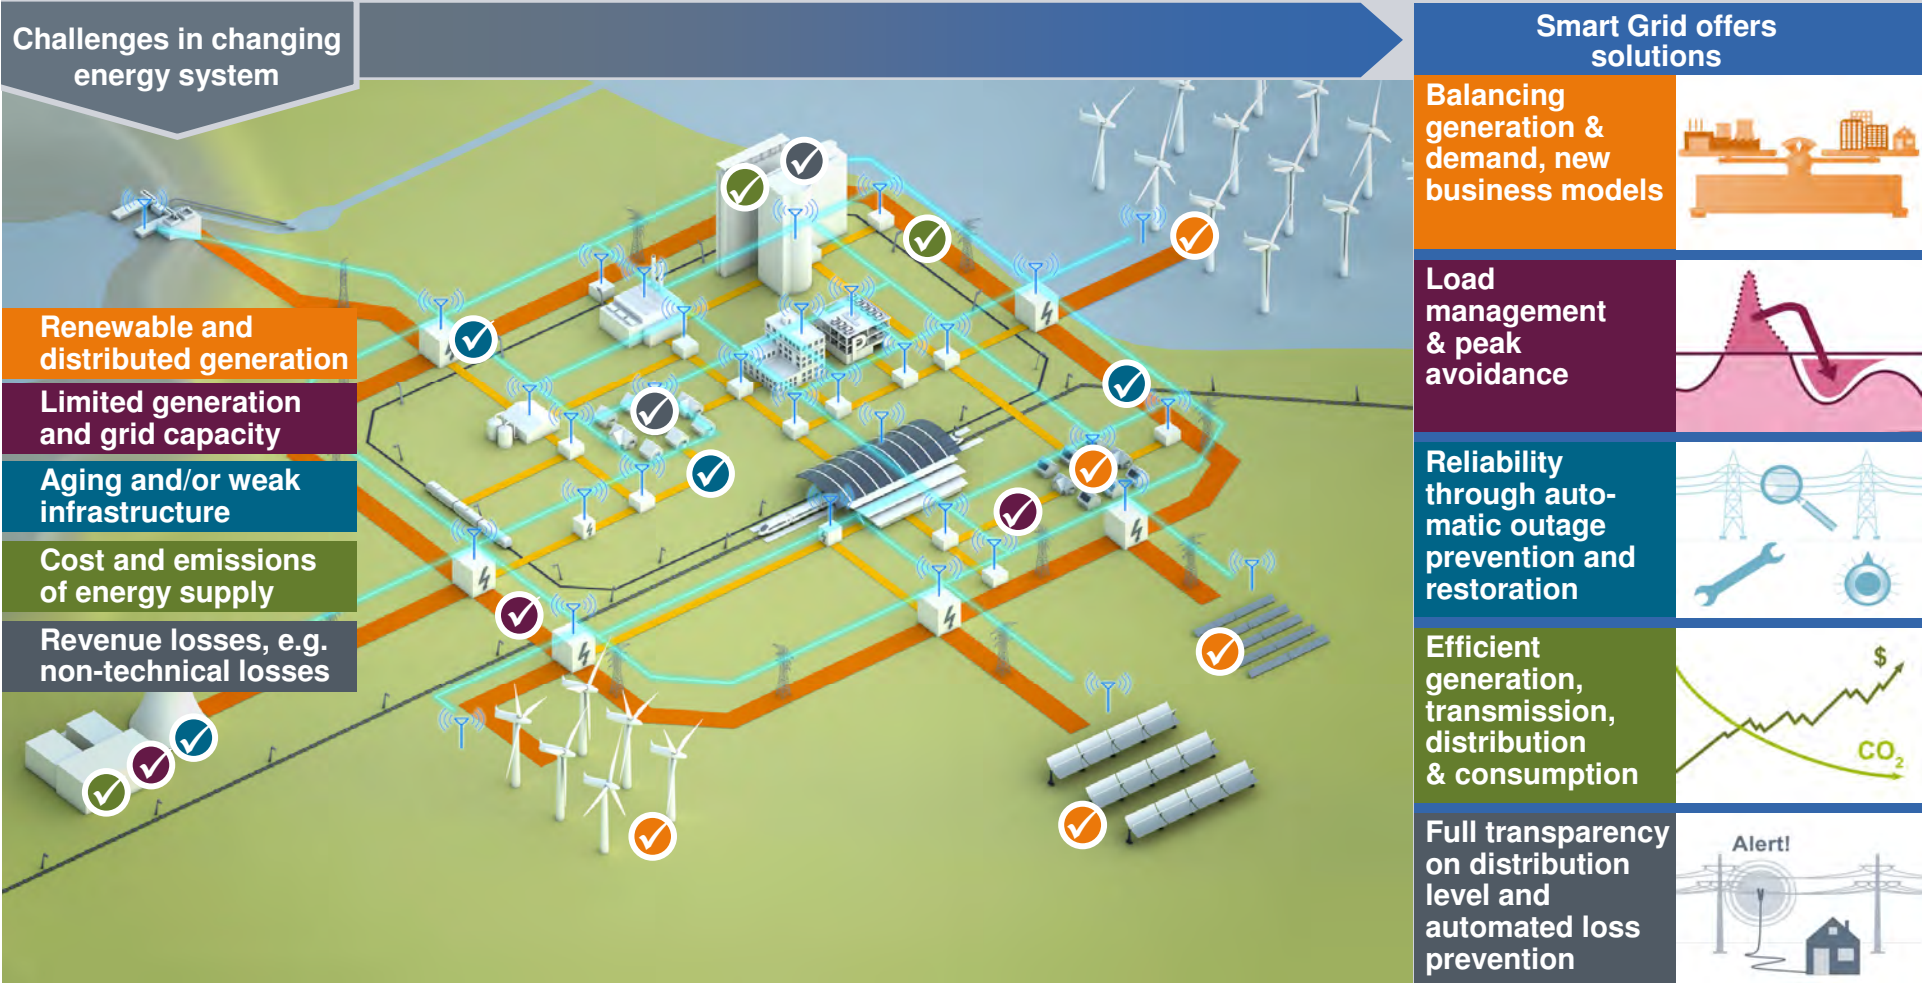 Challenges in changing
energy system
Renewable and
distributed generation
Limited generation
and grid capacity
Aging and/or weak
infrastructure
Cost and emissions
of energy supply
Revenue losses, e.g.
non-technical losses
P
Smart Grid offers
solutions
Balancing
generation &
demand, new
business models
Load
management
& peak
avoidance
Reliability
through auto-
matic outage
prevention and
restoration
Efficient
generation,
transmission,
distribution
& consumption
$
CO₂
Full transparency
on distribution
level and
automated loss
prevention
Alert!